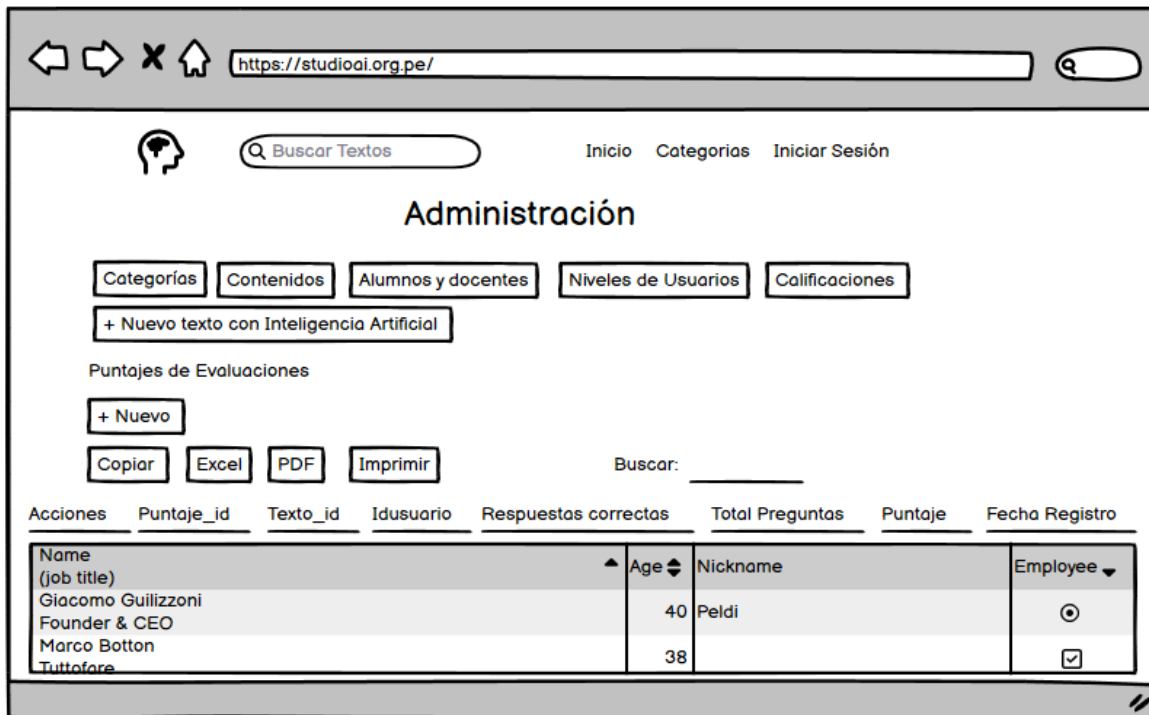 https://studioai.org.pe/
Buscar Textos Inicio Categorias Iniciar Sesión
Administración
Categorías Contenidos Alumnos y docentes Niveles de Usuarios Calificaciones
+ Nuevo texto con Inteligencia Artificial
Puntajes de Evaluaciones
+ Nuevo
Copiar Excel PDF Imprimir Buscar:
Acciones Puntaje_id Texto_id Idusuario Respuestas correctas Total Preguntas Puntaje Fecha Registro
Name
(job title) Age Nickname Employee
Giacomo Guilizzoni
Founder & CEO 40 Peldi
Marco Botton
Tuttofare 38